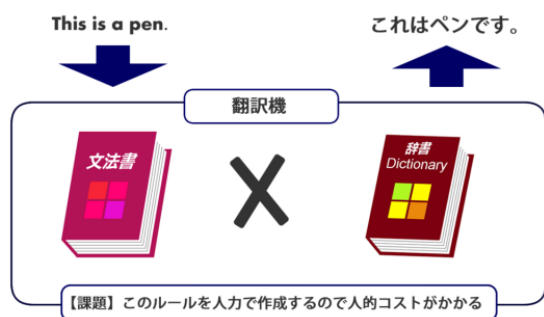 This is a pen.
これはペンです。
翻訳機
文法書
辞書
Dictionary
【課題】このルールを人力で作成するので人的コストがかかる